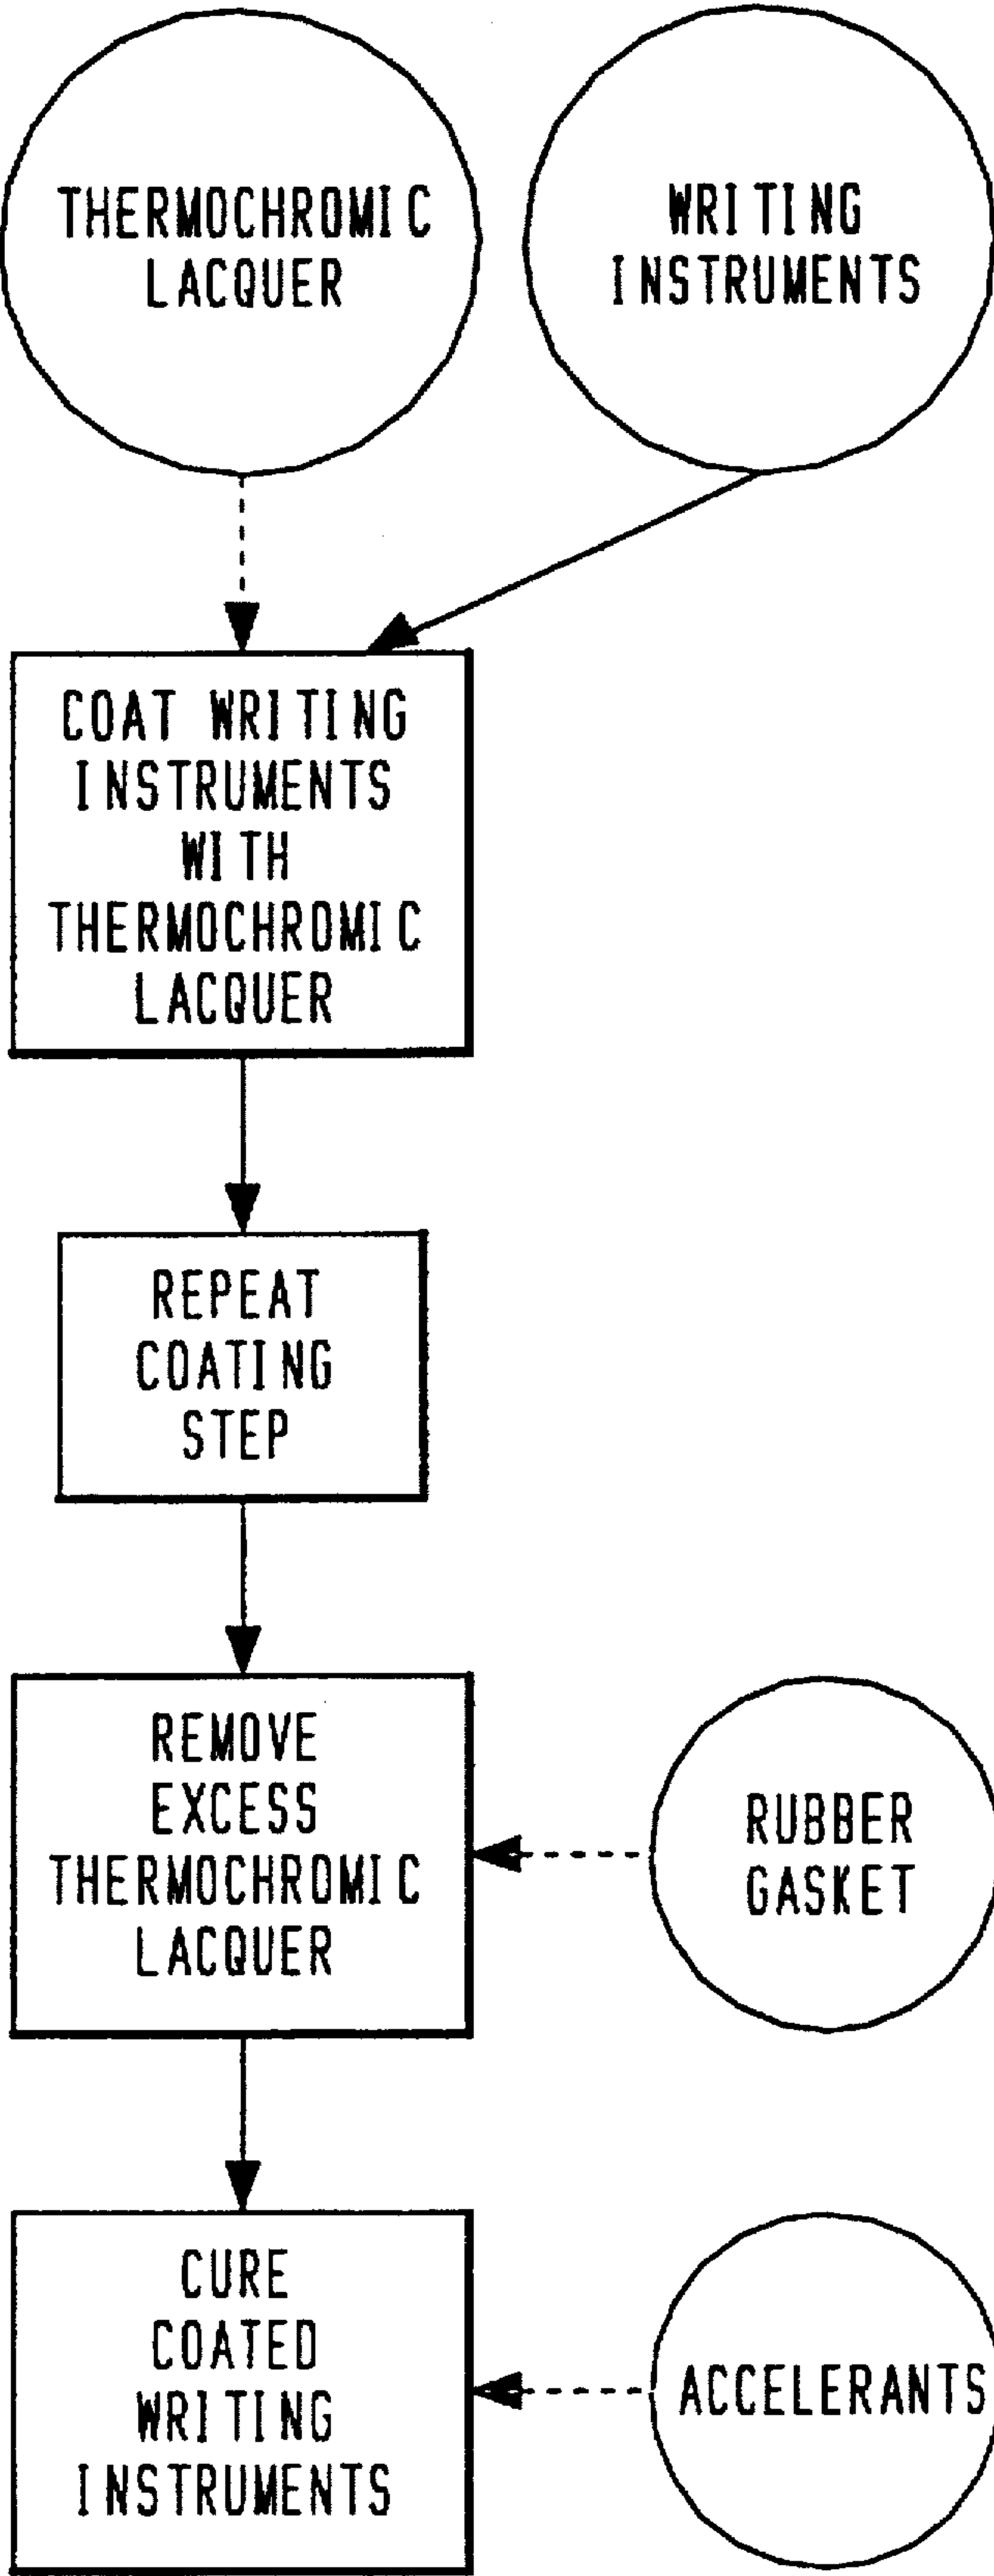 THERMOCHROMIC
LACQUER
WRITING
INSTRUMENTS
COAT WRITING
INSTRUMENTS
WITH
THERMOCHROMIC
LACQUER
REPEAT
COATING
STEP
REMOVE
EXCESS
THERMOCHROMIC
LACQUER
RUBBER
GASKET
CURE
COATED
WRITING
INSTRUMENTS
ACCELERANTS